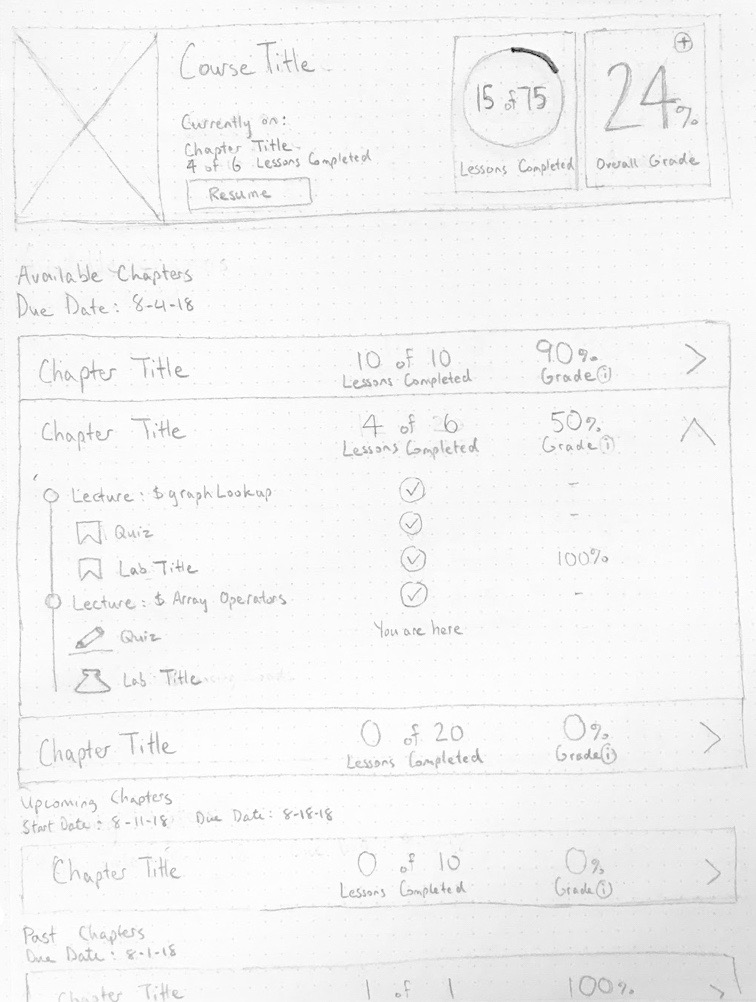 Course Title
Currently on:
Chapter Title
4 of 6 Lessons Completed
Resume
15 of 75
Lessons Completed
24%
Overall Grade
Available Chapters
Due Date: 8-4-18
Chapter Title
10 of 10
Lessons Completed
90%
Grade i
Chapter Title
4 of 6
Lessons Completed
50%
Grade i
Lecture: $graphLookup
-
Quiz
-
Lab Title
100%
Lecture: $ Array Operators
-
Quiz
You are here
Lab Title
Chapter Title
0 of 20
Lessons Completed
0%
Grade i
Upcoming Chapters
Start Date: 8-11-18 Due Date: 8-18-18
Chapter Title
0 of 10
Lessons Completed
0%
Grade i
Past Chapters
Due Date: 8-1-18
Chapter Title
1 of 1
100%